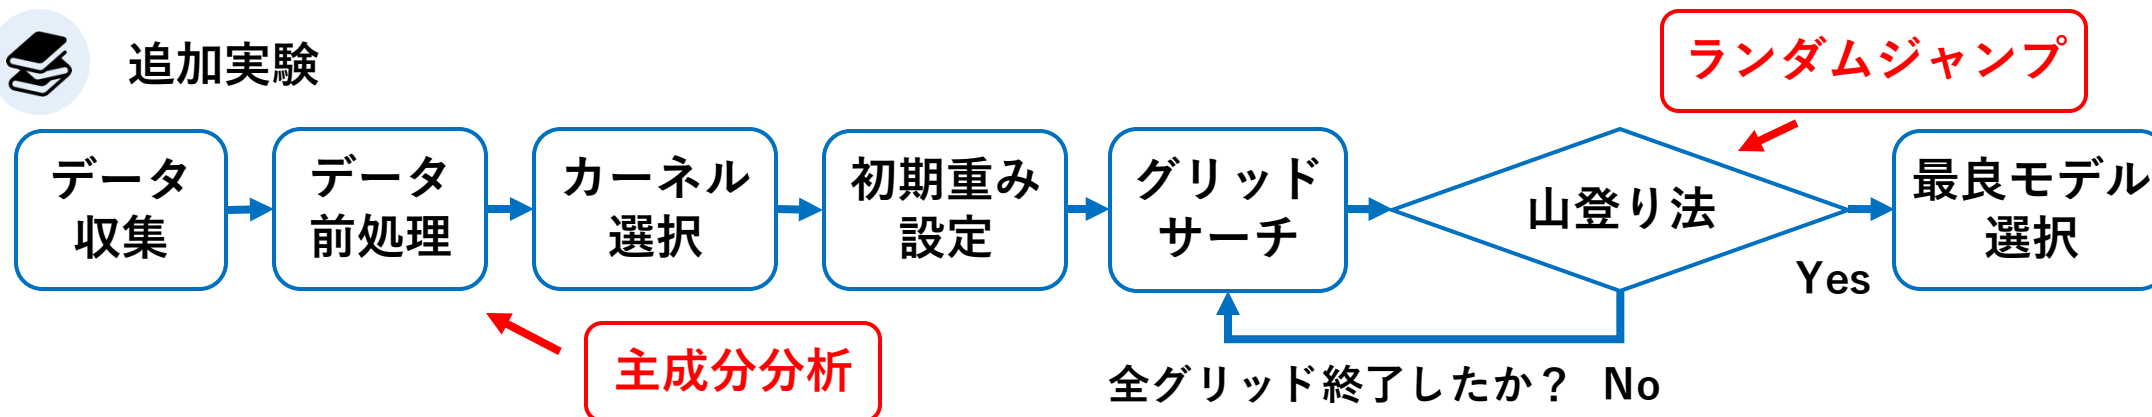 追加実験
ランダムジャンプ
データ
収集
データ
前処理
カーネル
選択
初期重み
設定
グリッド
サーチ
山登り法
最良モデル
選択
Yes
主成分分析
全グリッド終了したか？ No